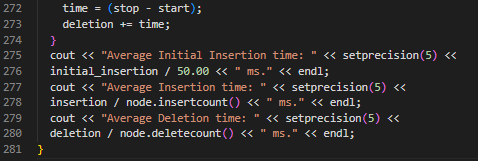 272 time = (stop - start);
273 deletion += time;
274 }
275 cout << "Average Initial Insertion time: " << setprecision(5) <<
276 initial_insertion / 50.00 << " ms." << endl;
277 cout << "Average Insertion time: " << setprecision(5) <<
278 insertion / node.insertcount() << " ms." << endl;
279 cout << "Average Deletion time: " << setprecision(5) <<
280 deletion / node.deletecount() << " ms." << endl;
281 }